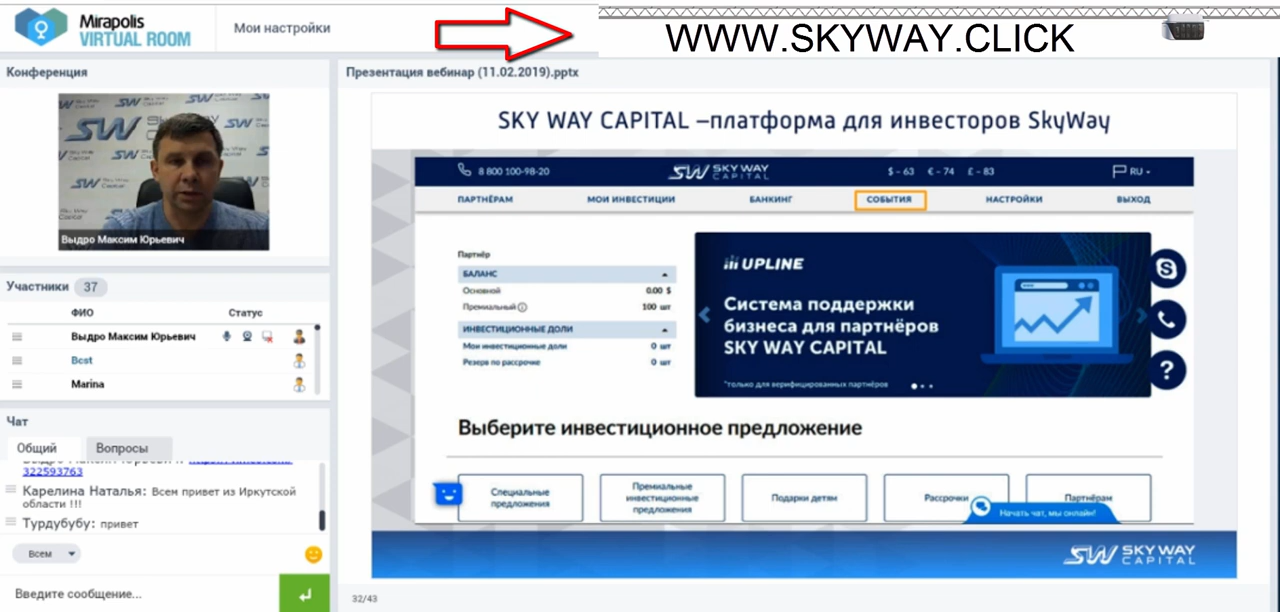 Mirapolis
VIRTUAL ROOM
Мои настройки
WWW.SKYWAY.CLICK
Конференция
Выдро Максим Юрьевич
Участники 37
ФИО Статус
Выдро Максим Юрьевич
Bcst
Marina
Чат
Общий Вопросы
322593763
Карелина Наталья: Всем привет из Иркутской
области !!!
Турдубубу: привет
Всем
Введите сообщение...
Презентация вебинар (11.02.2019).pptx
SKY WAY CAPITAL –платформа для инвесторов SkyWay
8 800 100-98-20 SW SKY WAY CAPITAL $ - 63 € - 74 £ - 83 RU
ПАРТНЁРАМ МОИ ИНВЕСТИЦИИ БАНКИНГ СОБЫТИЯ НАСТРОЙКИ ВЫХОД
Партнёр
БАЛАНС
Основной 0.00 $
Премиальный 100 шт
ИНВЕСТИЦИОННЫЕ ДОЛИ
Мои инвестиционные доли 0 шт
Резерв по рассрочке 0 шт
UPLINE
Система поддержки
бизнеса для партнёров
SKY WAY CAPITAL
*только для верифицированных партнёров
Выберите инвестиционное предложение
Специальные
предложения
Премиальные
инвестиционные
предложения
Подарки детям
Рассрочки
Партнёрам
Начать чат, мы онлайн!
SW SKY WAY
CAPITAL
32/43